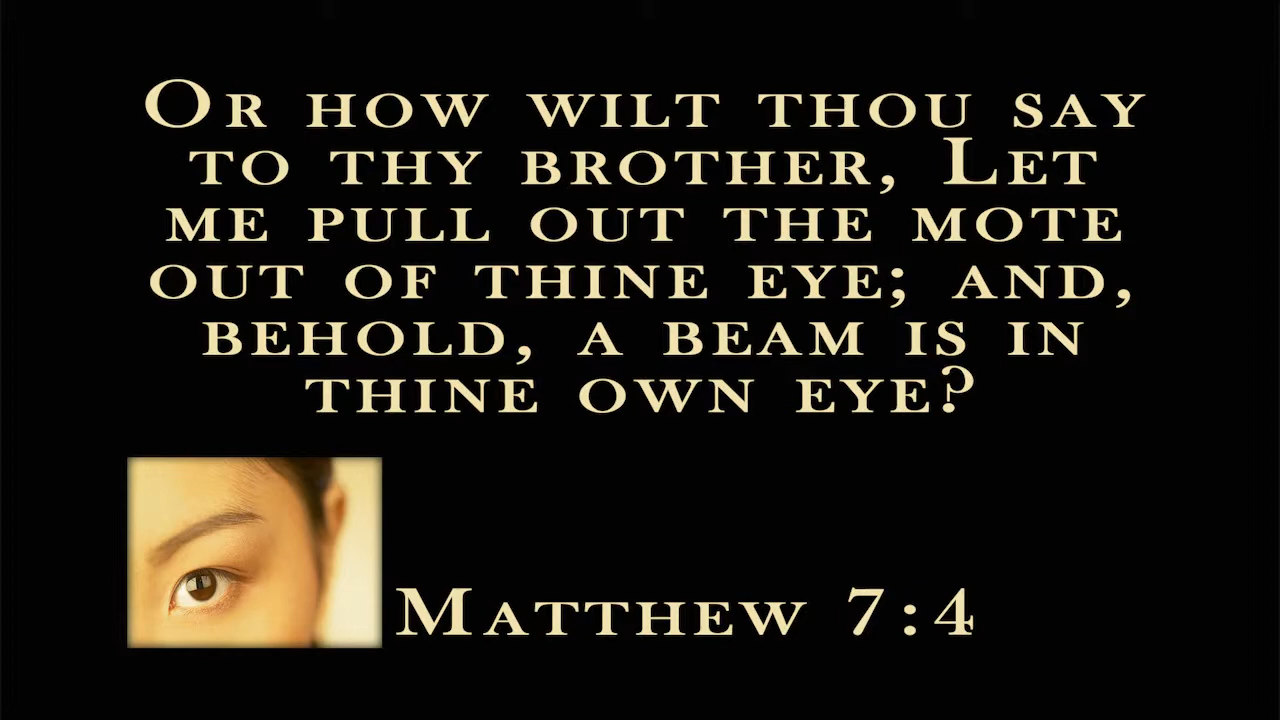 Or how wilt thou say
to thy brother, Let
me pull out the mote
out of thine eye; and,
behold, a beam is in
thine own eye?
Matthew 7:4